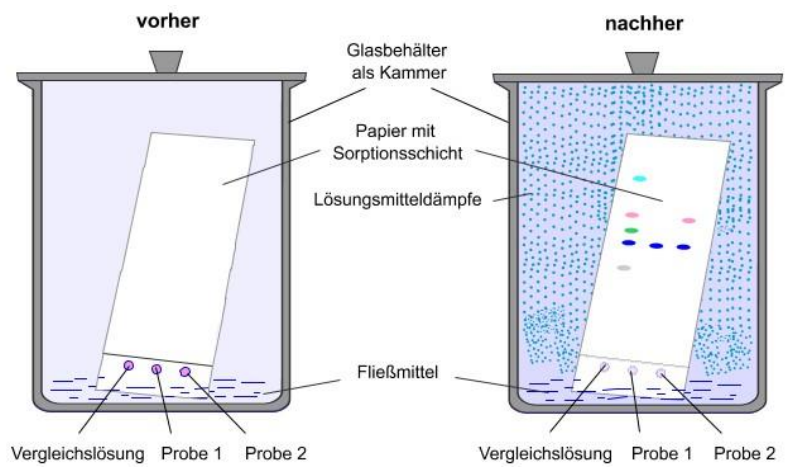 vorher
nachher
Glasbehälter
als Kammer
Papier mit
Sorptionsschicht
Lösungsmitteldämpfe
Fließmittel
Vergleichslösung Probe 1 Probe 2
Vergleichslösung Probe 1 Probe 2